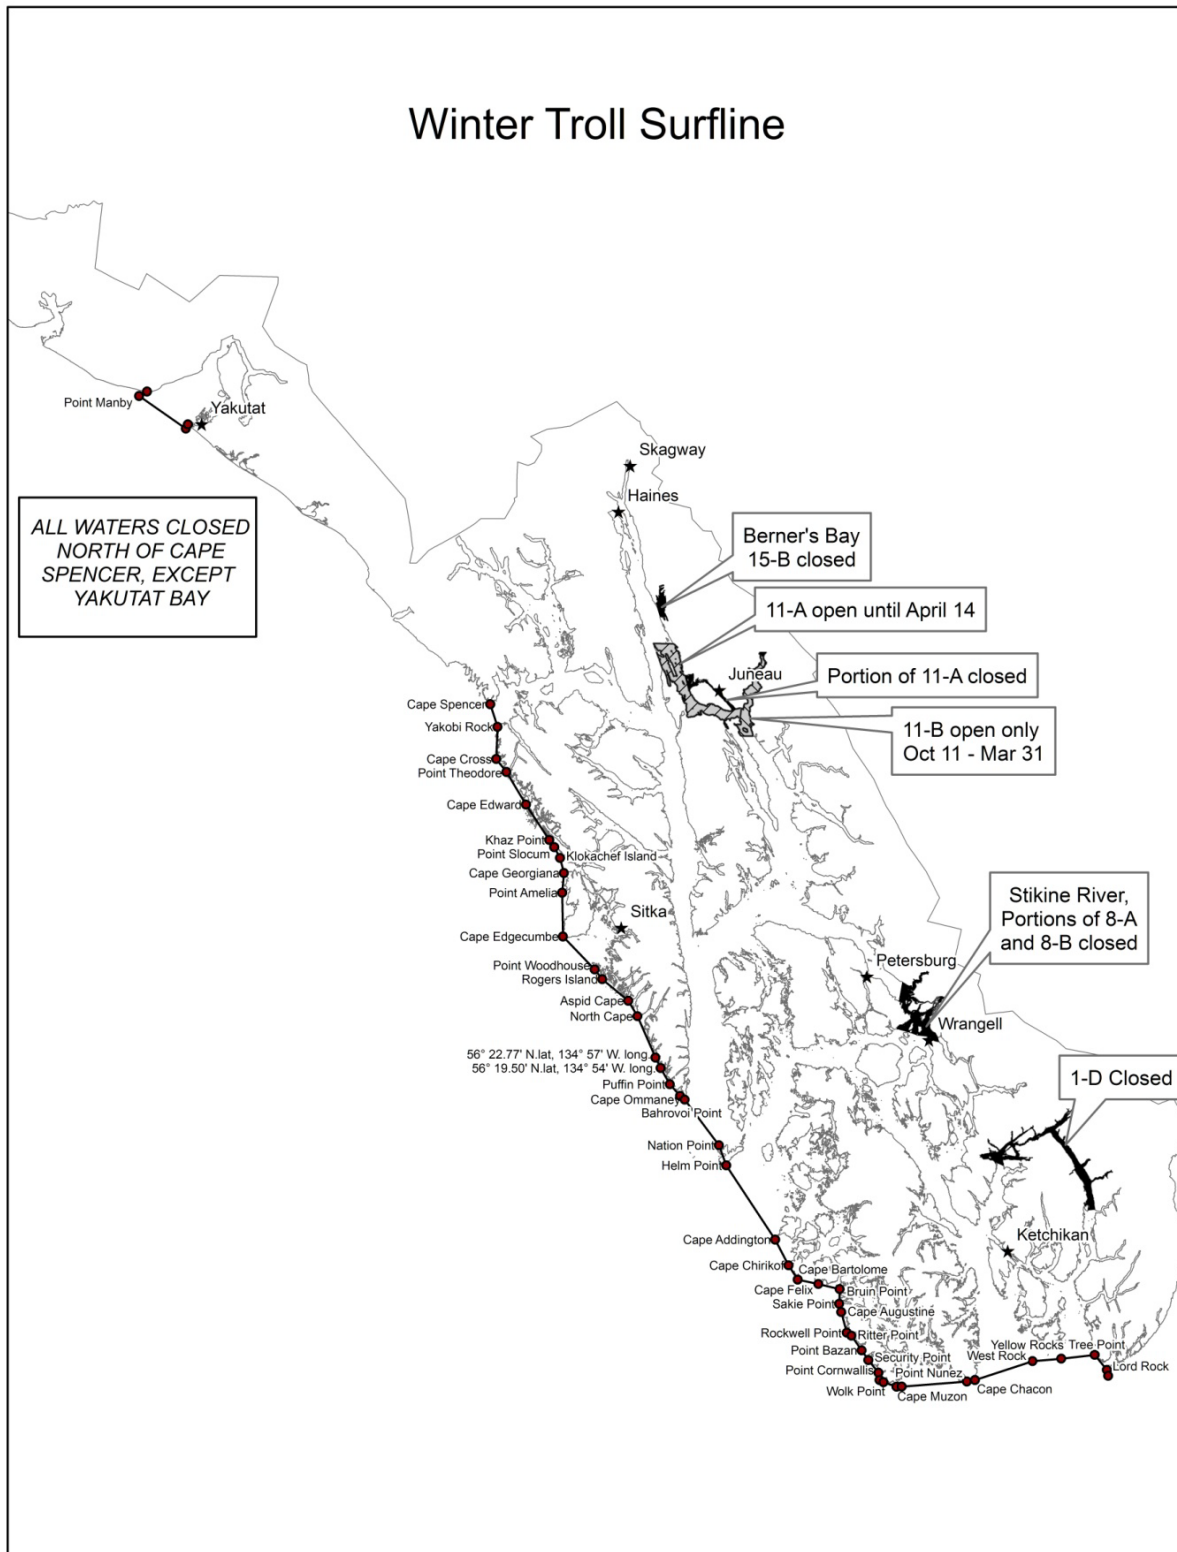 Winter Troll Surfline
Point Manby
Yakutat
Skagway
Haines
ALL WATERS CLOSED
NORTH OF CAPE
SPENCER, EXCEPT
YAKUTAT BAY
Berner's Bay
15-B closed
11-A open until April 14
Juneau
Portion of 11-A closed
11-B open only
Oct 11 - Mar 31
Cape Spencer
Yakobi Rock
Cape Cross
Point Theodore
Cape Edward
Khaz Point
Point Slocum
Klokachef Island
Cape Georgiana
Point Amelia
Sitka
Cape Edgecumbe
Stikine River,
Portions of 8-A
and 8-B closed
Petersburg
Point Woodhouse
Rogers Island
Aspid Cape
North Cape
Wrangell
56° 22.77' N.lat, 134° 57' W. long.
56° 19.50' N.lat, 134° 54' W. long.
Puffin Point
Cape Ommaney
Bahrovoi Point
1-D Closed
Nation Point
Helm Point
Ketchikan
Cape Addington
Cape Chirikof
Cape Bartolome
Cape Felix
Bruin Point
Sakie Point
Cape Augustine
Rockwell Point
Ritter Point
Point Bazan
Security Point
Point Cornwallis
Point Nunez
Wolk Point
Cape Muzon
Cape Chacon
West Rock
Yellow Rocks
Tree Point
Lord Rock